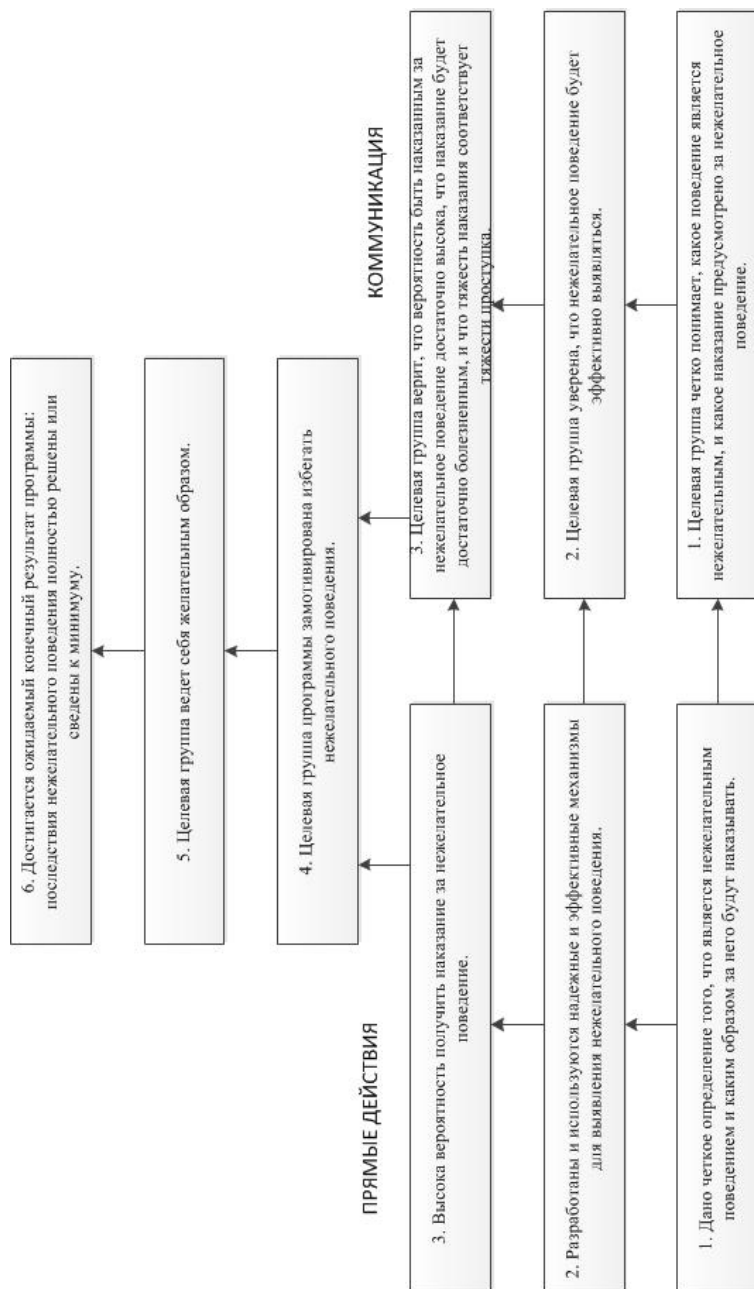 6. Достигается ожидаемый конечный результат программы:
последствия нежелательного поведения полностью решены или
сведены к минимуму.
5. Целевая группа ведет себя желательным образом.
4. Целевая группа программы замотивирована избегать
нежелательного поведения.
ПРЯМЫЕ ДЕЙСТВИЯ
КОММУНИКАЦИЯ
3. Высока вероятность получить наказание за нежелательное
поведение.
3. Целевая группа верит, что вероятность быть наказанным за
нежелательное поведение достаточно высока, что наказание будет
достаточно болезненным, и что тяжесть наказания соответствует
тяжести проступка.
2. Разработаны и используются надежные и эффективные механизмы
для выявления нежелательного поведения.
2. Целевая группа уверена, что нежелательное поведение будет
эффективно выявляться.
1. Дано четкое определение того, что является нежелательным
поведением и каким образом за него будут наказывать.
1. Целевая группа четко понимает, какое поведение является
нежелательным, и какое наказание предусмотрено за нежелательное
поведение.